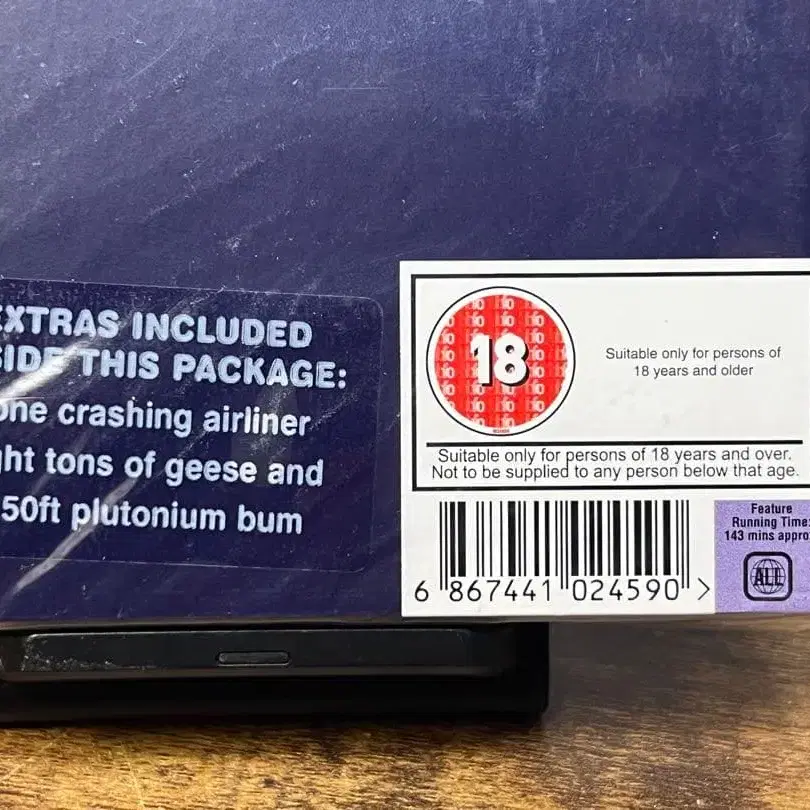 EXTRAS INCLUDED
SIDE THIS PACKAGE:
one crashing airliner
ght tons of geese and
50ft plutonium bum
18
Suitable only for persons of
18 years and older
Suitable only for persons of 18 years and over.
Not to be supplied to any person below that age.
6 867441 024590 >
Feature
Running Time:
143 mins appro
ALL